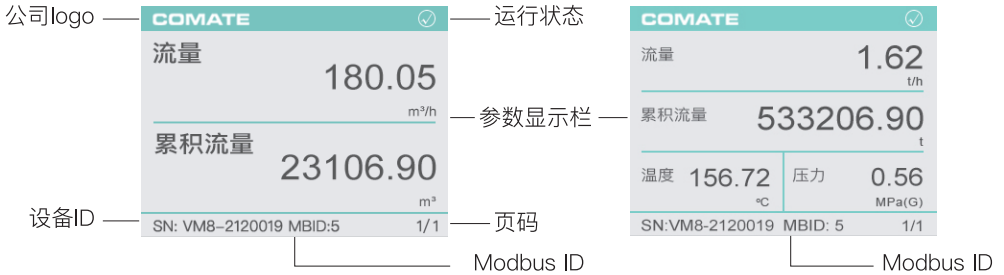 公司logo
COMATE
运行状态
COMATE
流量
180.05
m³/h
流量
1.62
t/h
参数显示栏
累积流量
23106.90
m³
累积流量
533206.90
t
温度
156.72
℃
压力
0.56
MPa(G)
设备ID
SN: VM8–2120019 MBID:5
1/1
页码
SN:VM8-2120019 MBID: 5
1/1
Modbus ID
Modbus ID